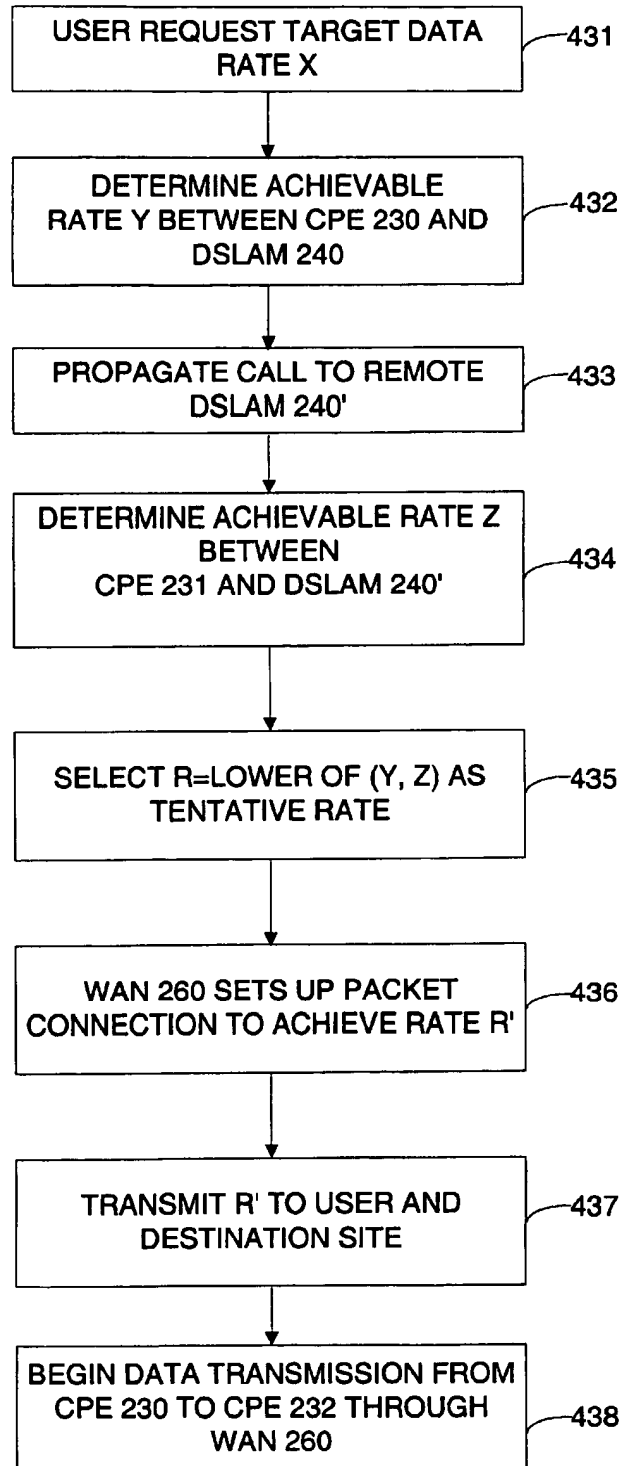 USER REQUEST TARGET DATA
RATE X
431
DETERMINE ACHIEVABLE
RATE Y BETWEEN CPE 230 AND
DSLAM 240
432
PROPAGATE CALL TO REMOTE
DSLAM 240'
433
DETERMINE ACHIEVABLE RATE Z
BETWEEN
CPE 231 AND DSLAM 240'
434
SELECT R=LOWER OF (Y, Z) AS
TENTATIVE RATE
435
WAN 260 SETS UP PACKET
CONNECTION TO ACHIEVE RATE R'
436
TRANSMIT R' TO USER AND
DESTINATION SITE
437
BEGIN DATA TRANSMISSION FROM
CPE 230 TO CPE 232 THROUGH
WAN 260
438